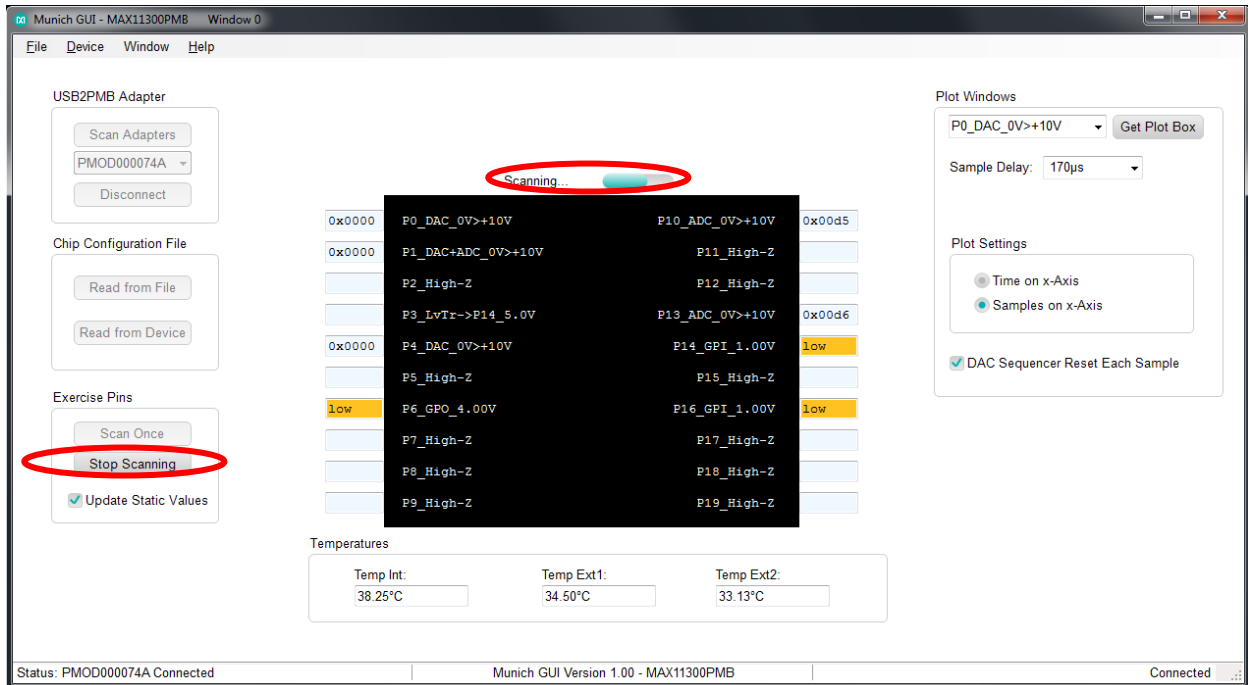 Munich GUI - MAX11300PMB Window 0
File Device Window Help
USB2PMB Adapter
Scan Adapters
PMOD000074A
Disconnect
Chip Configuration File
Read from File
Read from Device
Exercise Pins
Scan Once
Stop Scanning
Update Static Values
Scanning...
0x0000 P0_DAC_0V>+10V P10_ADC_0V>+10V 0x00d5
0x0000 P1_DAC+ADC_0V>+10V P11_High-Z
P2_High-Z P12_High-Z
P3_LvTr->P14_5.0V P13_ADC_0V>+10V 0x00d6
0x0000 P4_DAC_0V>+10V P14_GPI_1.00V low
P5_High-Z P15_High-Z
low P6_GPO_4.00V P16_GPI_1.00V low
P7_High-Z P17_High-Z
P8_High-Z P18_High-Z
P9_High-Z P19_High-Z
Temperatures
Temp Int: Temp Ext1: Temp Ext2:
38.25°C 34.50°C 33.13°C
Plot Windows
P0_DAC_0V>+10V Get Plot Box
Sample Delay: 170µs
Plot Settings
Time on x-Axis
Samples on x-Axis
DAC Sequencer Reset Each Sample
Status: PMOD000074A Connected Munich GUI Version 1.00 - MAX11300PMB Connected